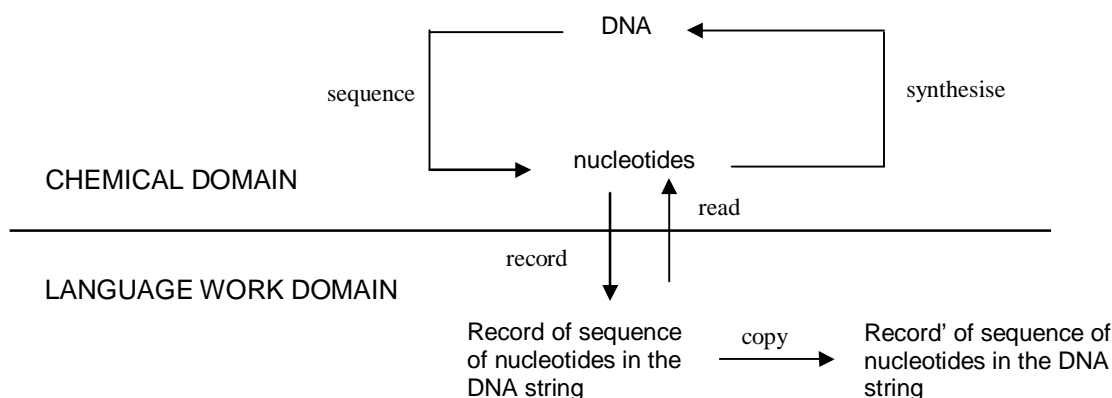 DNA
sequence
synthesise
nucleotides
CHEMICAL DOMAIN
read
record
LANGUAGE WORK DOMAIN
Record of sequence
of nucleotides in the
DNA string
copy
Record’ of sequence of
nucleotides in the DNA
string